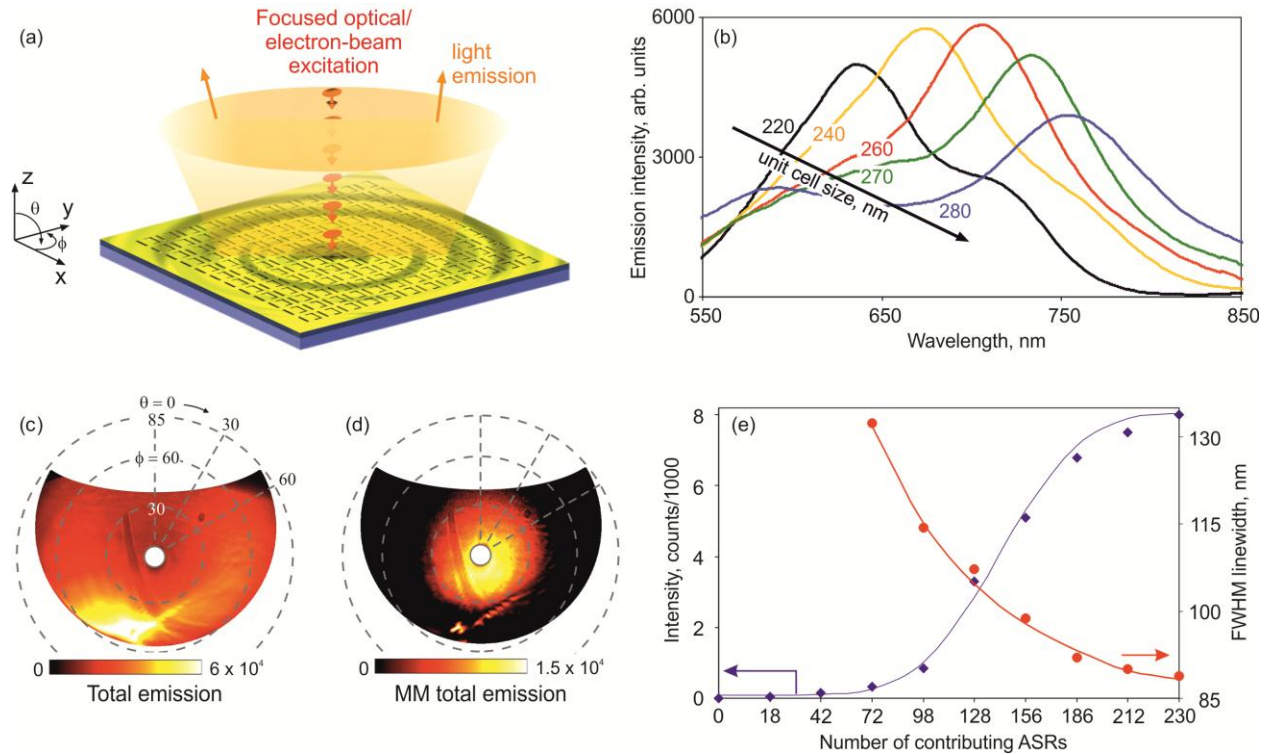 (a)
Focused optical/
electron-beam
excitation
light
emission
z
θ
y
ϕ
x
(b)
Emission intensity, arb. units
6000
3000
0
220
240
260
270
280
unit cell size, nm
550
650
750
850
Wavelength, nm
(c)
θ = 0
85
30
ϕ = 60
60
30
0
6 x 10⁴
Total emission
(d)
0
1.5 x 10⁴
MM total emission
(e)
Intensity, counts/1000
8
6
4
2
0
130
115
100
85
FWHM linewidth, nm
0 18 42 72 98 128 156 186 212 230
Number of contributing ASRs